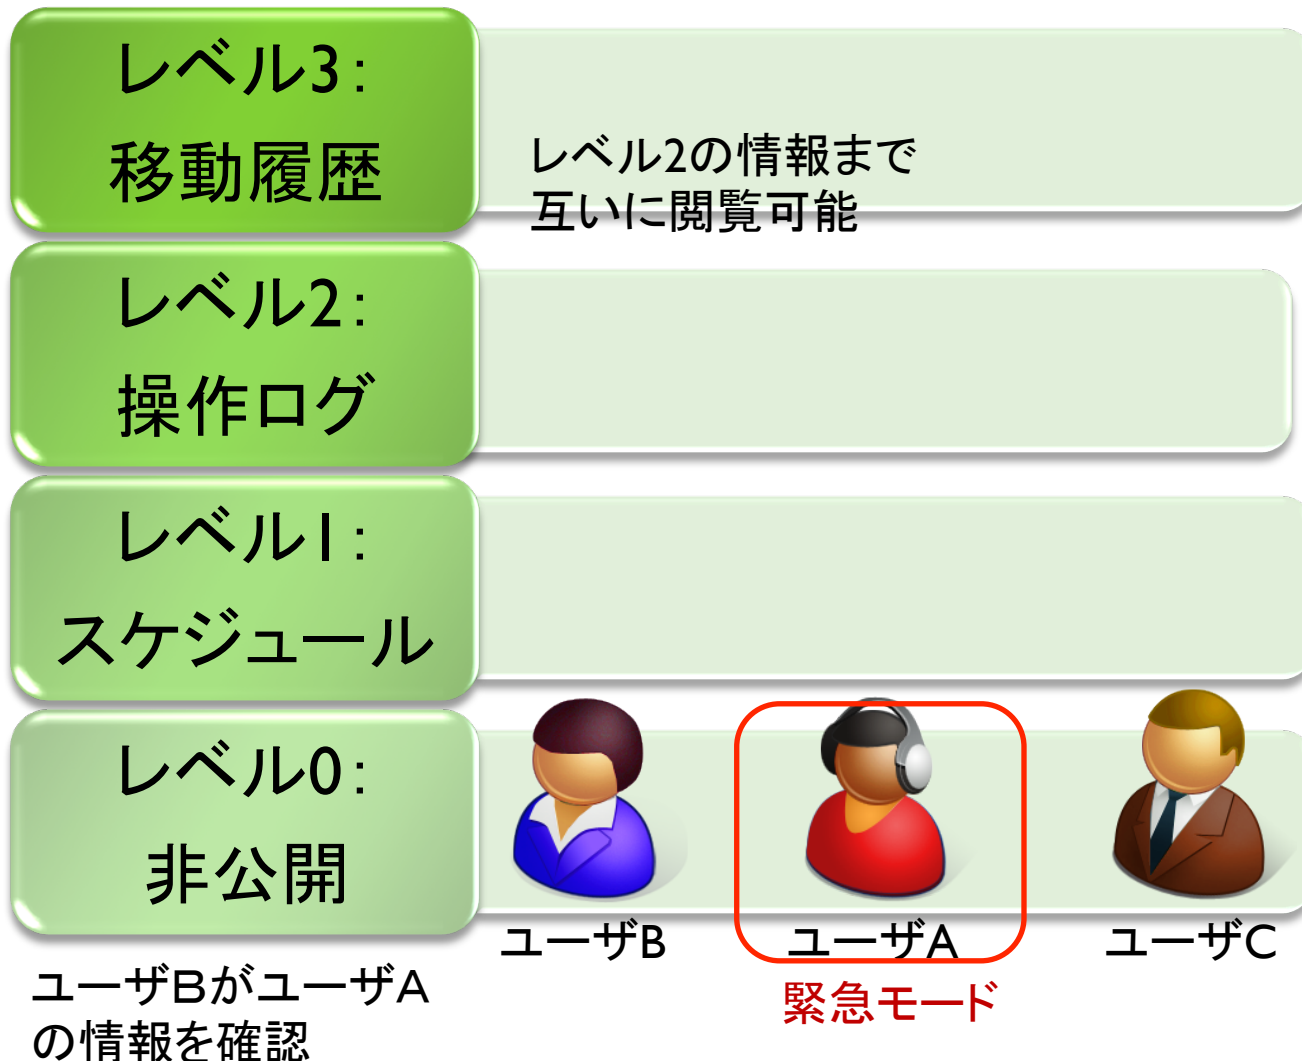 レベル3:
移動履歴
レベル2の情報まで
互いに閲覧可能
レベル2:
操作ログ
レベル1:
スケジュール
レベル0:
非公開
ユーザB
ユーザA
ユーザC
緊急モード
ユーザBがユーザA
の情報を確認